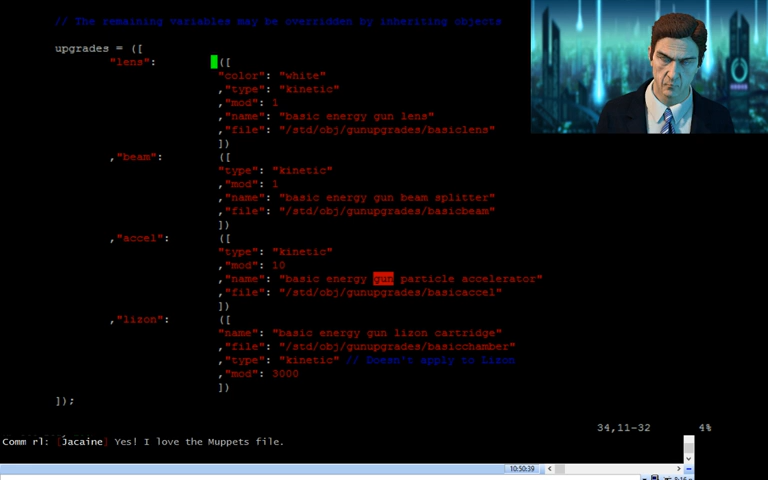 // The remaining variables may be overridden by inheriting objects
upgrades = ([
"lens": ([
"color": "white"
,"type": "kinetic"
,"mod": 1
,"name": "basic energy gun lens"
,"file": "/std/obj/gunupgrades/basiclens"
])
,"beam": ([
"type": "kinetic"
,"mod": 1
,"name": "basic energy gun beam splitter"
,"file": "/std/obj/gunupgrades/basicbeam"
])
,"accel": ([
"type": "kinetic"
,"mod": 10
,"name": "basic energy gun particle accelerator"
,"file": "/std/obj/gunupgrades/basicaccel"
])
,"lizon": ([
"name": "basic energy gun lizon cartridge"
,"file": "/std/obj/gunupgrades/basicchamber"
,"type": "kinetic" // Doesn't apply to Lizon
,"mod": 3000
])
]);
34,11-32 4%
Comm rl: [Jacaine] Yes! I love the Muppets file.
10:50:39